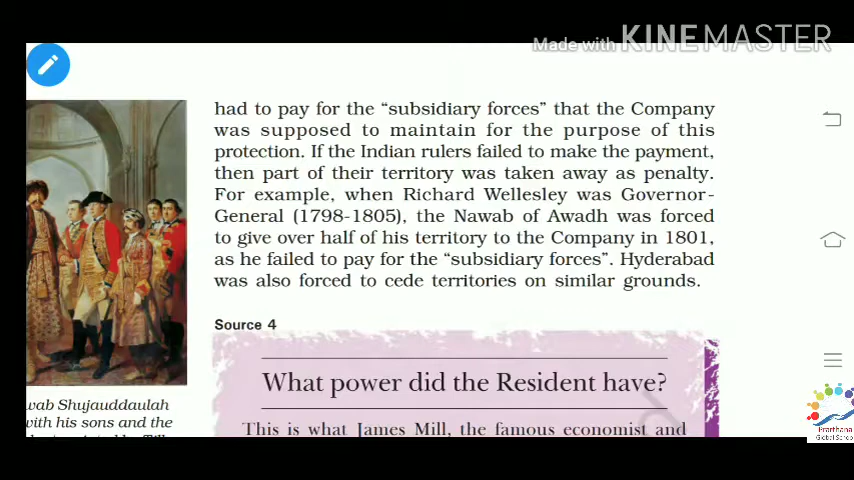 Made with KINEMASTER
had to pay for the “subsidiary forces” that the Company
was supposed to maintain for the purpose of this
protection. If the Indian rulers failed to make the payment,
then part of their territory was taken away as penalty.
For example, when Richard Wellesley was Governor-
General (1798-1805), the Nawab of Awadh was forced
to give over half of his territory to the Company in 1801,
as he failed to pay for the “subsidiary forces”. Hyderabad
was also forced to cede territories on similar grounds.
Source 4
What power did the Resident have?
This is what James Mill, the famous economist and
wab Shujauddaulah
with his sons and the
Prarthana
Global School